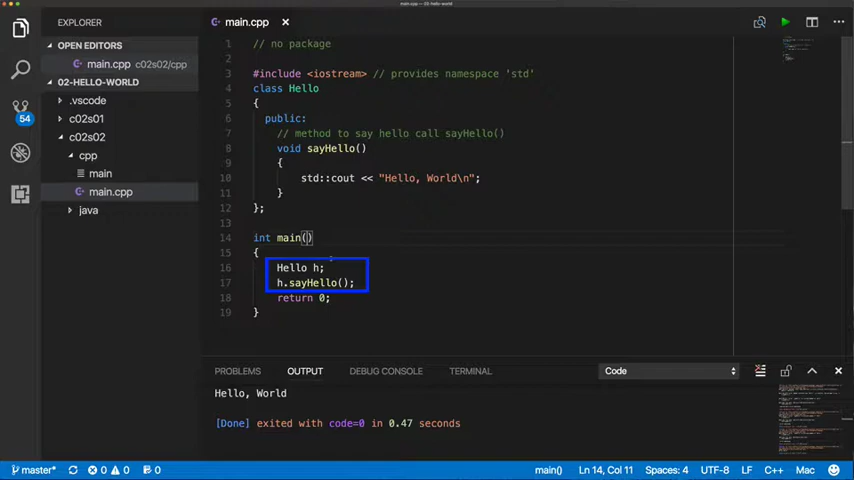 main.cpp — 02-hello-world
EXPLORER
main.cpp
OPEN EDITORS
main.cpp c02s02/cpp
02-HELLO-WORLD
.vscode
c02s01
c02s02
cpp
main
main.cpp
java
54
1 // no package
2
3 #include <iostream> // provides namespace 'std'
4 class Hello
5 {
6 public:
7 // method to say hello call sayHello()
8 void sayHello()
9 {
10 std::cout << "Hello, World\n";
11 }
12 };
13
14 int main()
15 {
16 Hello h;
17 h.sayHello();
18 return 0;
19 }
PROBLEMS OUTPUT DEBUG CONSOLE TERMINAL Code
Hello, World
[Done] exited with code=0 in 0.47 seconds
master* 0 0 0 main() Ln 14, Col 11 Spaces: 4 UTF-8 LF C++ Mac